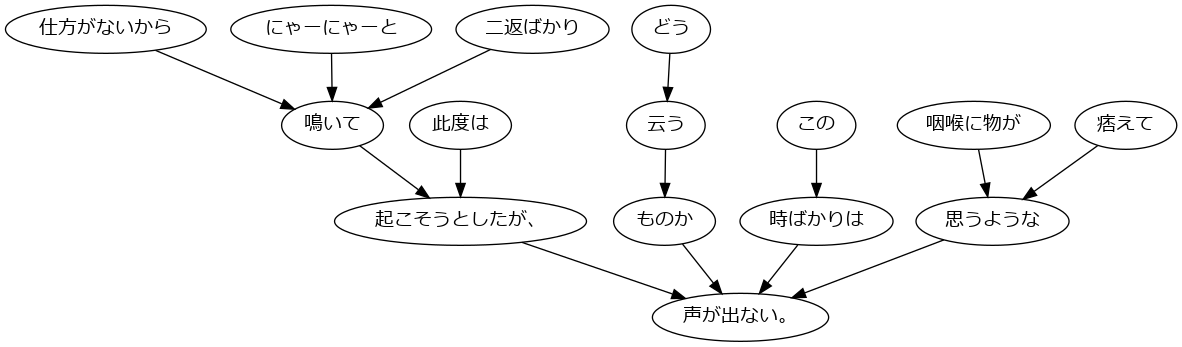 仕方がないから
にゃーにゃーと
二返ばかり
どう
鳴いて
此度は
云う
この
咽喉に物が
痞えて
起こそうとしたが、
ものか
時ばかりは
思うような
声が出ない。